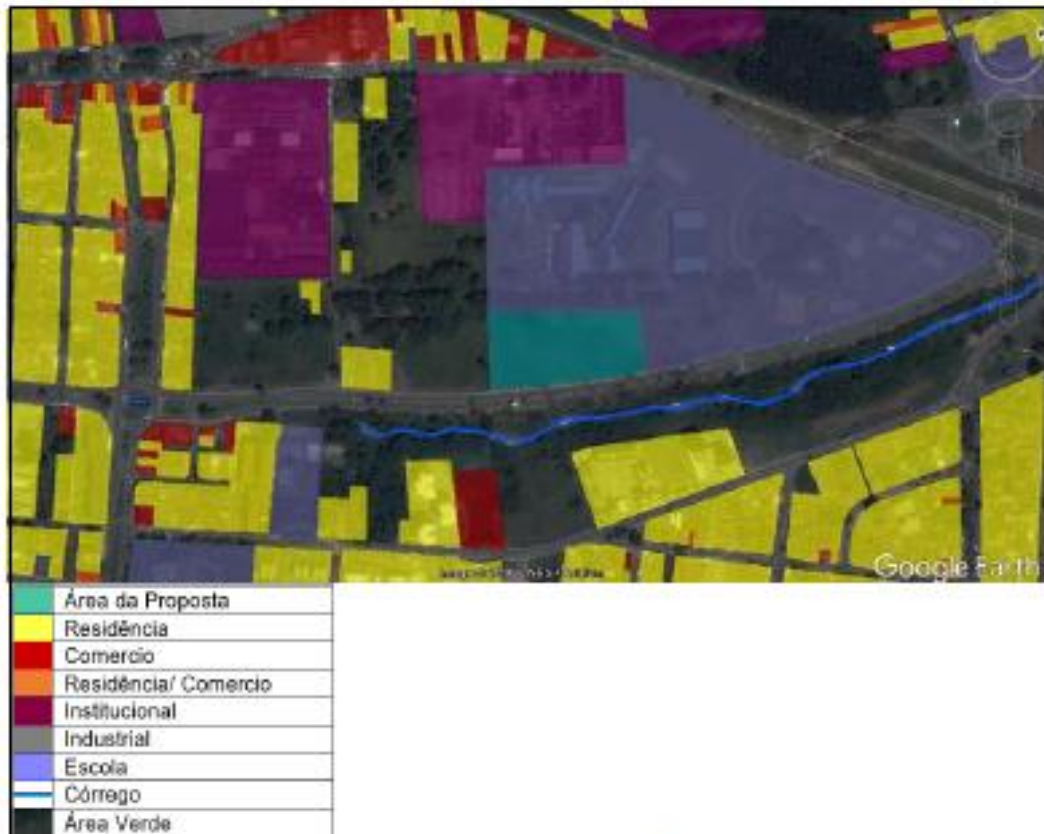 Google Earth
Área da Proposta
Residência
Comercio
Residência/ Comercio
Institucional
Industrial
Escola
Córrego
Área Verde